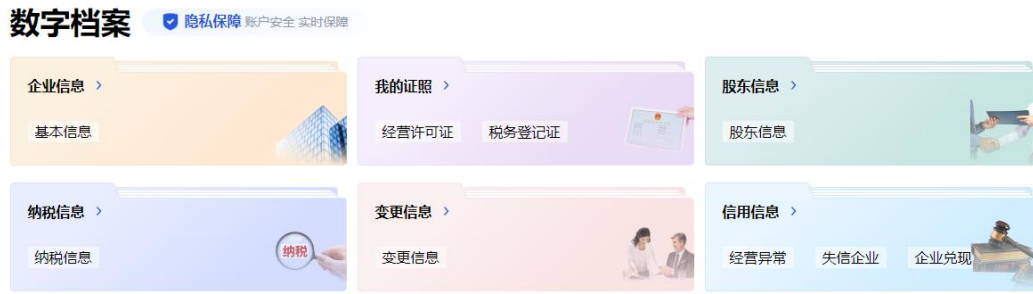 数字档案 隐私保障 账户安全 实时保障
企业信息 >
基本信息
我的证照 >
经营许可证 税务登记证
股东信息 >
股东信息
纳税信息 >
纳税信息
纳税
变更信息 >
变更信息
信用信息 >
经营异常 失信企业 企业兑现